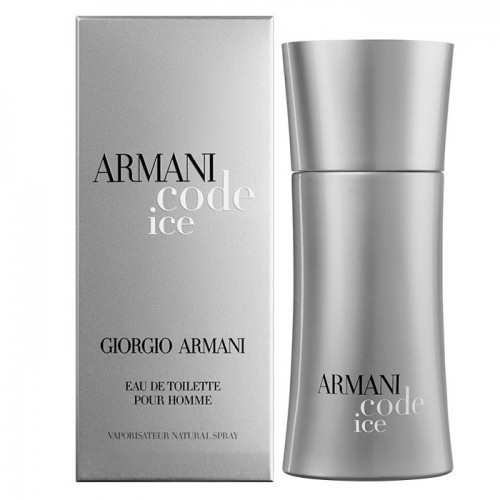 ARMANI
code
ice
GIORGIO ARMANI
EAU DE TOILETTE
POUR HOMME
VAPORISATEUR NATURAL SPRAY
ARMANI
code
ice